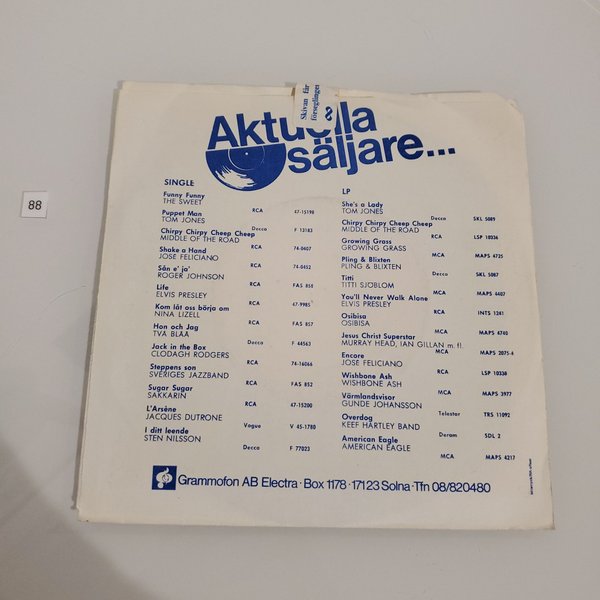 88
Skivan får
förseglingen
Aktuella
säljare...
SINGLE
Funny Funny
THE SWEET
RCA 47-15198
Puppet Man
TOM JONES
Decca F 13183
Chirpy Chirpy Cheep Cheep
MIDDLE OF THE ROAD
RCA 74-0407
Shake a Hand
JOSE FELICIANO
RCA 74-0452
Sån e' ja'
ROGER JOHNSON
RCA FAS 858
Life
ELVIS PRESLEY
RCA 47-9985
Kom låt oss börja om
NINA LIZELL
RCA FAS 857
Hon och Jag
TVÅ BLÅA
Decca F 44563
Jack in the Box
CLODAGH RODGERS
RCA 74-16066
Steppens son
SVERIGES JAZZBAND
RCA FAS 852
Sugar Sugar
SAKKARIN
RCA 47-15200
L'Arsène
JACQUES DUTRONC
Vogue V 45-1780
I ditt leende
STEN NILSSON
Decca F 77023
LP
She's a Lady
TOM JONES
Decca SKL 5089
Chirpy Chirpy Cheep Cheep
MIDDLE OF THE ROAD
RCA LSP 10336
Growing Grass
GROWING GRASS
MCA MAPS 4725
Pling & Blixten
PLING & BLIXTEN
Decca SKL 5087
Titti
TITTI SJÖBLOM
MCA MAPS 4407
You'll Never Walk Alone
ELVIS PRESLEY
RCA INTS 1241
Osibisa
OSIBISA
MCA MAPS 4740
Jesus Christ Superstar
MURRAY HEAD, IAN GILLAN m. fl.
MCA MAPS 2075-6
Encore
JOSE FELICIANO
RCA LSP 10338
Wishbone Ash
WISHBONE ASH
MCA MAPS 3977
Värmlandsvisor
GUNDE JOHANSSON
Telestar TRS 11092
Overdog
KEEF HARTLEY BAND
Deram SDL 2
American Eagle
AMERICAN EAGLE
MCA MAPS 4217
Grammofon AB Electra · Box 1178 · 171 23 Solna · Tfn 08/820480